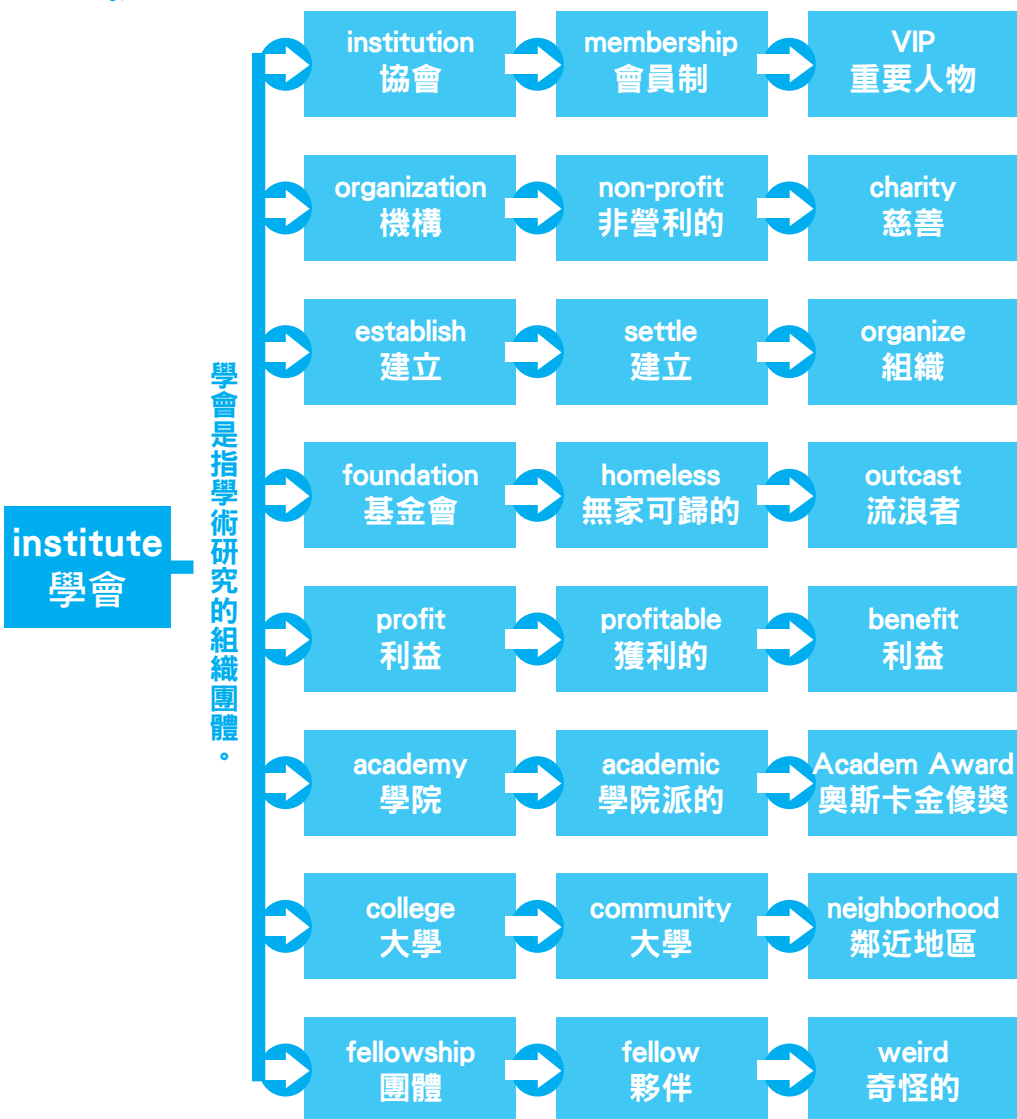 institute
學會
學會是指學術研究的組織團體。
institution
協會
membership
會員制
VIP
重要人物
organization
機構
non-profit
非營利的
charity
慈善
establish
建立
settle
建立
organize
組織
foundation
基金會
homeless
無家可歸的
outcast
流浪者
profit
利益
profitable
獲利的
benefit
利益
academy
學院
academic
學院派的
Academ Award
奧斯卡金像獎
college
大學
community
大學
neighborhood
鄰近地區
fellowship
團體
fellow
夥伴
weird
奇怪的